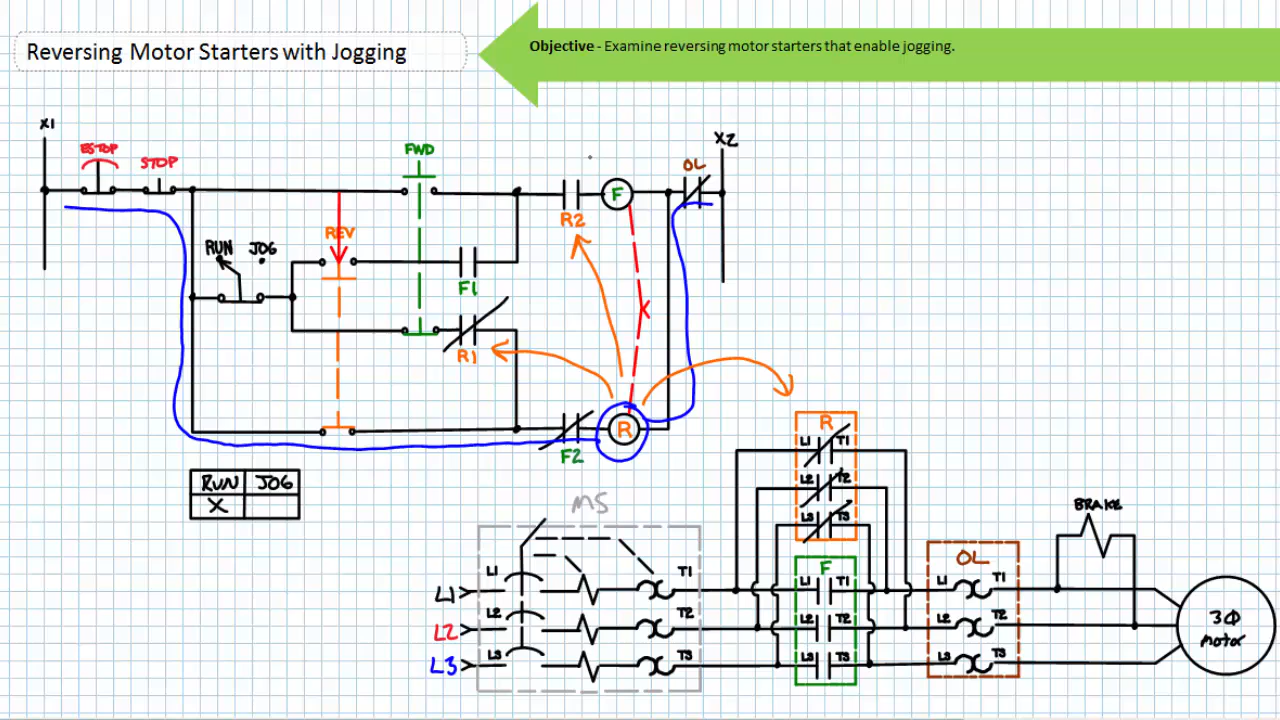 Reversing Motor Starters with Jogging
Objective - Examine reversing motor starters that enable jogging.
X1
X2
ESTOP
STOP
FWD
OL
F
R2
REV
RUN JOG
F1
R1
R
F2
RUN JOG
X
MS
R
L1 T1
L2 T2
L3 T3
BRAKE
F
OL
L1 L1 T1 L1 T1 L1 T1
L2 L2 T2 L2 T2 L2 T2
L3 L3 T3 L3 T3 L3 T3
3Φ
motor